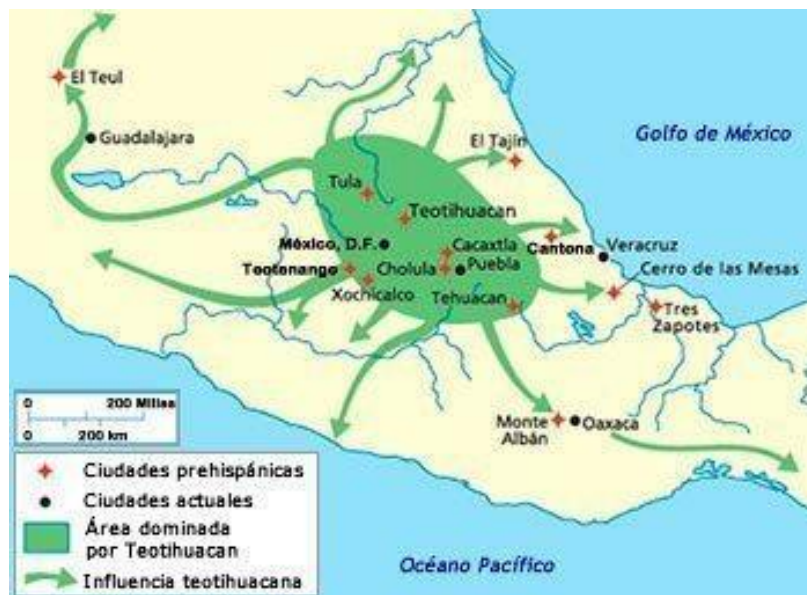 El Teul
Guadalajara
Golfo de México
El Tajín
Tula
Teotihuacan
México, D.F.
Cacaxtla
Cantona
Veracruz
Teotenango
Cholula
Puebla
Cerro de las Mesas
Xochicalco
Tehuacan
Tres
Zapotes
Monte
Albán
Oaxaca
0 200 Millas
0 200 km
Ciudades prehispánicas
Ciudades actuales
Área dominada
por Teotihuacan
Influencia teotihuacana
Océano Pacífico